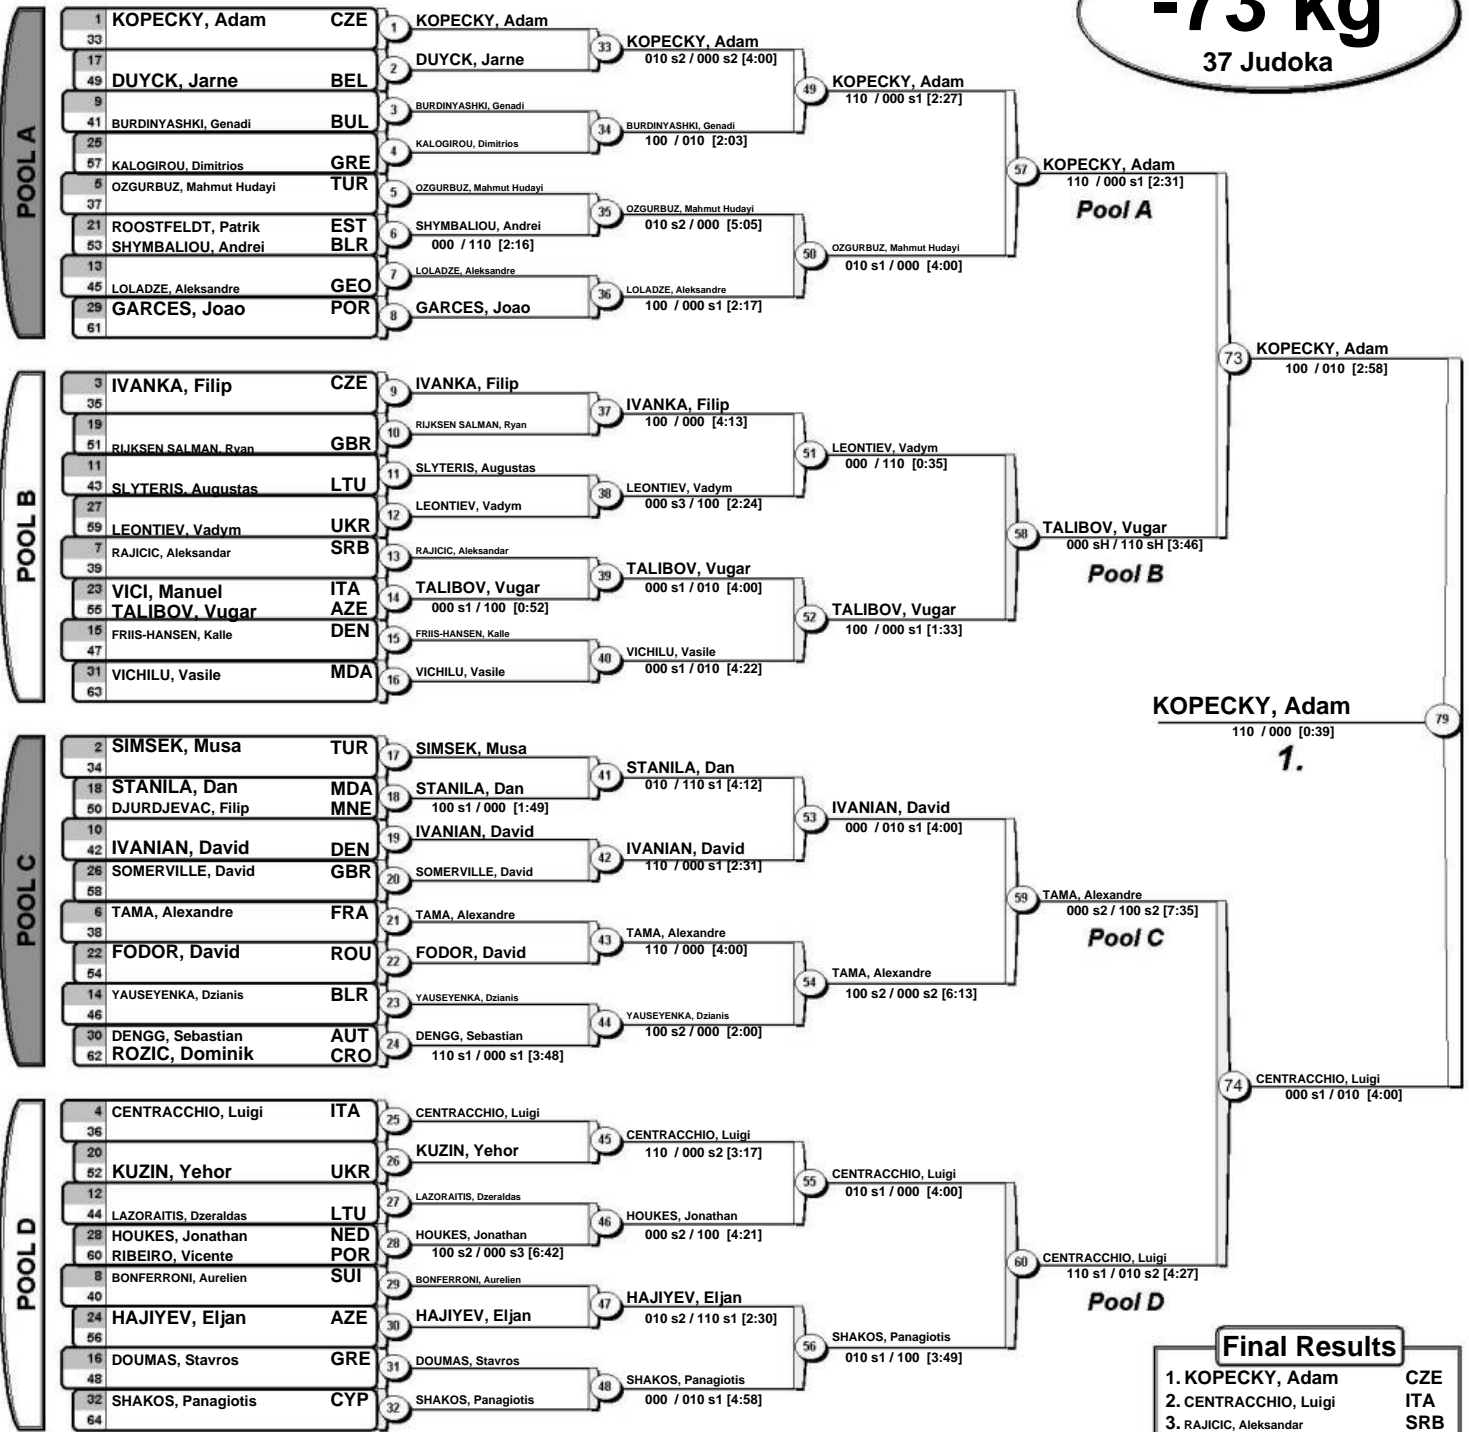 -73 kg
37 Judoka
POOL A
1 KOPECKY, Adam CZE
33
17
49 DUYCK, Jarne BEL
9
41 BURDINYASHKI, Genadi BUL
25
57 KALOGIROU, Dimitrios GRE
5 OZGURBUZ, Mahmut Hudayi TUR
37
21 ROOSTFELDT, Patrik EST
53 SHYMBALIOU, Andrei BLR
13
45 LOLADZE, Aleksandre GEO
29 GARCES, Joao POR
61
1 KOPECKY, Adam
2 DUYCK, Jarne
3 BURDINYASHKI, Genadi
4 KALOGIROU, Dimitrios
5 OZGURBUZ, Mahmut Hudayi
6 SHYMBALIOU, Andrei
000 / 110 [2:16]
7 LOLADZE, Aleksandre
8 GARCES, Joao
33 KOPECKY, Adam
010 s2 / 000 s2 [4:00]
34 BURDINYASHKI, Genadi
100 / 010 [2:03]
35 OZGURBUZ, Mahmut Hudayi
010 s2 / 000 [5:05]
36 LOLADZE, Aleksandre
100 / 000 s1 [2:17]
49 KOPECKY, Adam
110 / 000 s1 [2:27]
50 OZGURBUZ, Mahmut Hudayi
010 s1 / 000 [4:00]
57 KOPECKY, Adam
110 / 000 s1 [2:31]
Pool A
POOL B
3 IVANKA, Filip CZE
35
19
51 RIJKSEN SALMAN, Ryan GBR
11
43 SLYTERIS, Augustas LTU
27
59 LEONTIEV, Vadym UKR
7 RAJICIC, Aleksandar SRB
39
23 VICI, Manuel ITA
55 TALIBOV, Vugar AZE
15 FRIIS-HANSEN, Kalle DEN
47
31 VICHILU, Vasile MDA
63
9 IVANKA, Filip
10 RIJKSEN SALMAN, Ryan
11 SLYTERIS, Augustas
12 LEONTIEV, Vadym
13 RAJICIC, Aleksandar
14 TALIBOV, Vugar
000 s1 / 100 [0:52]
15 FRIIS-HANSEN, Kalle
16 VICHILU, Vasile
37 IVANKA, Filip
100 / 000 [4:13]
38 LEONTIEV, Vadym
000 s3 / 100 [2:24]
39 TALIBOV, Vugar
000 s1 / 010 [4:00]
40 VICHILU, Vasile
000 s1 / 010 [4:22]
51 LEONTIEV, Vadym
000 / 110 [0:35]
52 TALIBOV, Vugar
100 / 000 s1 [1:33]
58 TALIBOV, Vugar
000 sH / 110 sH [3:46]
Pool B
73 KOPECKY, Adam
100 / 010 [2:58]
KOPECKY, Adam 79
110 / 000 [0:39]
1.
POOL C
2 SIMSEK, Musa TUR
34
18 STANILA, Dan MDA
50 DJURDJEVAC, Filip MNE
10
42 IVANIAN, David DEN
26 SOMERVILLE, David GBR
58
6 TAMA, Alexandre FRA
38
22 FODOR, David ROU
54
14 YAUSEYENKA, Dzianis BLR
46
30 DENGG, Sebastian AUT
62 ROZIC, Dominik CRO
17 SIMSEK, Musa
18 STANILA, Dan
100 s1 / 000 [1:49]
19 IVANIAN, David
20 SOMERVILLE, David
21 TAMA, Alexandre
22 FODOR, David
23 YAUSEYENKA, Dzianis
24 DENGG, Sebastian
110 s1 / 000 s1 [3:48]
41 STANILA, Dan
010 / 110 s1 [4:12]
42 IVANIAN, David
110 / 000 s1 [2:31]
43 TAMA, Alexandre
110 / 000 [4:00]
44 YAUSEYENKA, Dzianis
100 s2 / 000 [2:00]
53 IVANIAN, David
000 / 010 s1 [4:00]
54 TAMA, Alexandre
100 s2 / 000 s2 [6:13]
59 TAMA, Alexandre
000 s2 / 100 s2 [7:35]
Pool C
POOL D
4 CENTRACCHIO, Luigi ITA
36
20
52 KUZIN, Yehor UKR
12
44 LAZORAITIS, Dzeraldas LTU
28 HOUKES, Jonathan NED
60 RIBEIRO, Vicente POR
8 BONFERRONI, Aurelien SUI
40
24 HAJIYEV, Eljan AZE
56
16 DOUMAS, Stavros GRE
48
32 SHAKOS, Panagiotis CYP
64
25 CENTRACCHIO, Luigi
26 KUZIN, Yehor
27 LAZORAITIS, Dzeraldas
28 HOUKES, Jonathan
100 s2 / 000 s3 [6:42]
29 BONFERRONI, Aurelien
30 HAJIYEV, Eljan
31 DOUMAS, Stavros
32 SHAKOS, Panagiotis
45 CENTRACCHIO, Luigi
110 / 000 s2 [3:17]
46 HOUKES, Jonathan
000 s2 / 100 [4:21]
47 HAJIYEV, Eljan
010 s2 / 110 s1 [2:30]
48 SHAKOS, Panagiotis
000 / 010 s1 [4:58]
55 CENTRACCHIO, Luigi
010 s1 / 000 [4:00]
56 SHAKOS, Panagiotis
010 s1 / 100 [3:49]
60 CENTRACCHIO, Luigi
110 s1 / 010 s2 [4:27]
Pool D
74 CENTRACCHIO, Luigi
000 s1 / 010 [4:00]
Final Results
1. KOPECKY, Adam CZE
2. CENTRACCHIO, Luigi ITA
3. RAJICIC, Aleksandar SRB